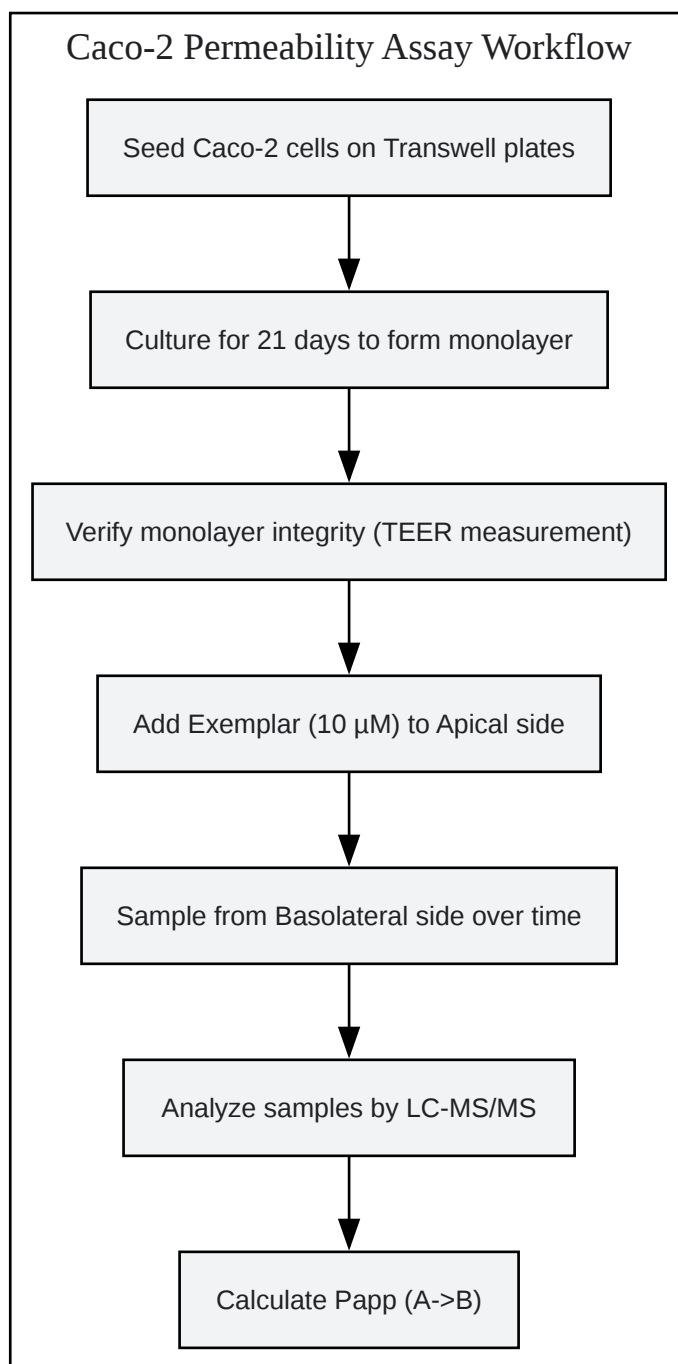 Caco-2 Permeability Assay Workflow
Seed Caco-2 cells on Transwell plates
Culture for 21 days to form monolayer
Verify monolayer integrity (TEER measurement)
Add Exemplar (10 µM) to Apical side
Sample from Basolateral side over time
Analyze samples by LC-MS/MS
Calculate Papp (A->B)